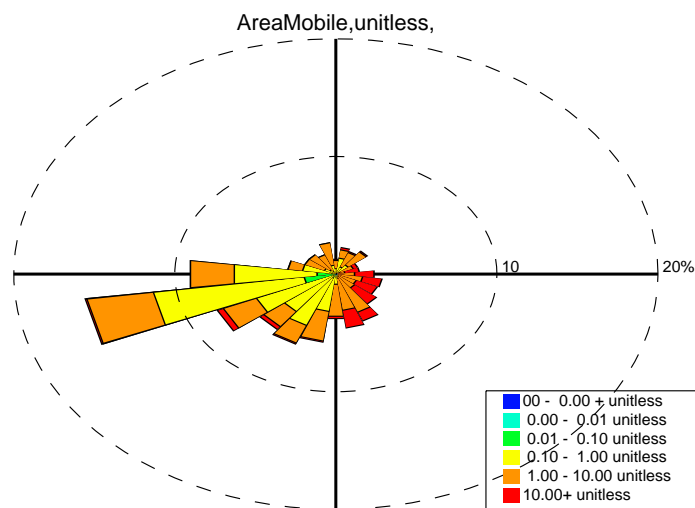 AreaMobile,unitless,
10
20%
00 - 0.00 + unitless
0.00 - 0.01 unitless
0.01 - 0.10 unitless
0.10 - 1.00 unitless
1.00 - 10.00 unitless
10.00+ unitless